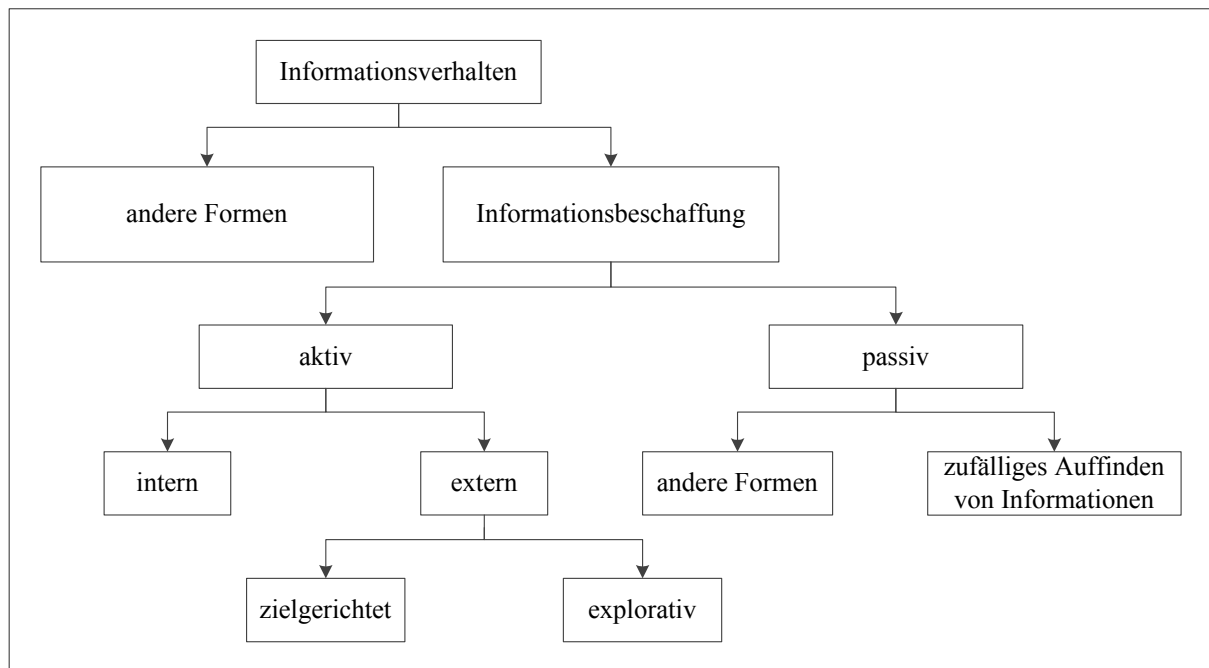 Informationsverhalten
andere Formen
Informationsbeschaffung
aktiv
passiv
intern
extern
andere Formen
zufälliges Auffinden
von Informationen
zielgerichtet
explorativ